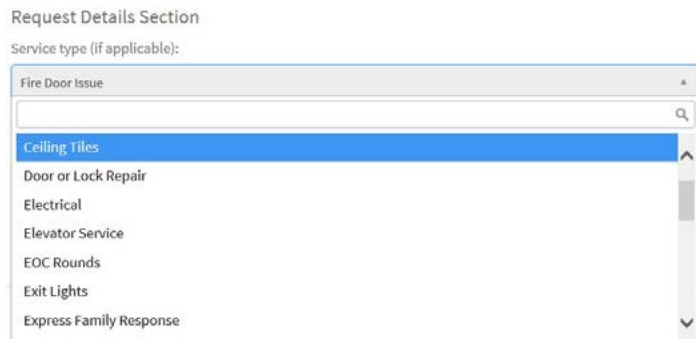 Request Details Section
Service type (if applicable):
Fire Door Issue
Ceiling Tiles
Door or Lock Repair
Electrical
Elevator Service
EOC Rounds
Exit Lights
Express Family Response